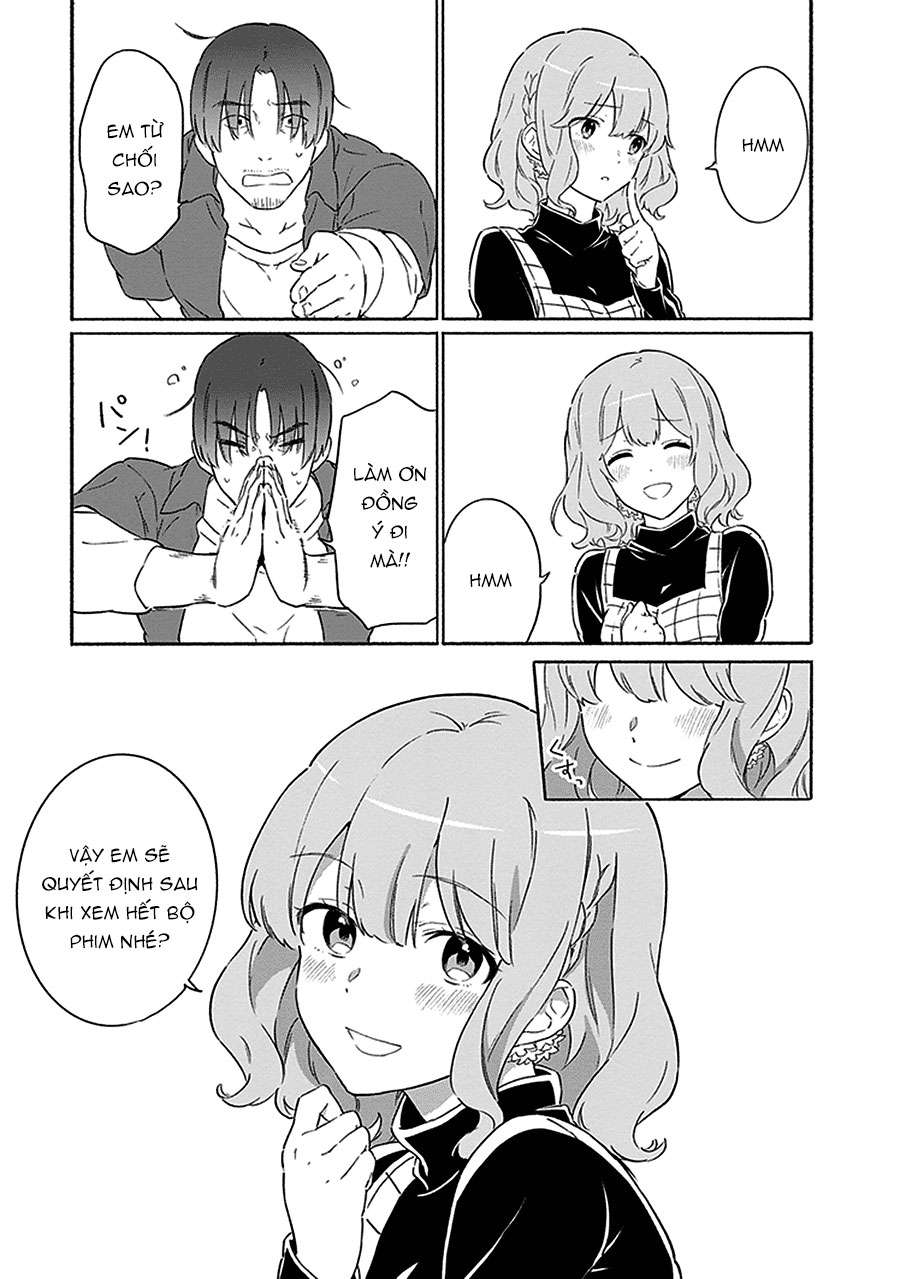 HMM
EM TỪ
CHỐI
SAO?
HMM
LÀM ƠN
ĐỒNG
Ý ĐI
MÀ!!
パン!
くすっ
VẬY EM SẼ
QUYẾT ĐỊNH SAU
KHI XEM HẾT BỘ
PHIM NHÉ?